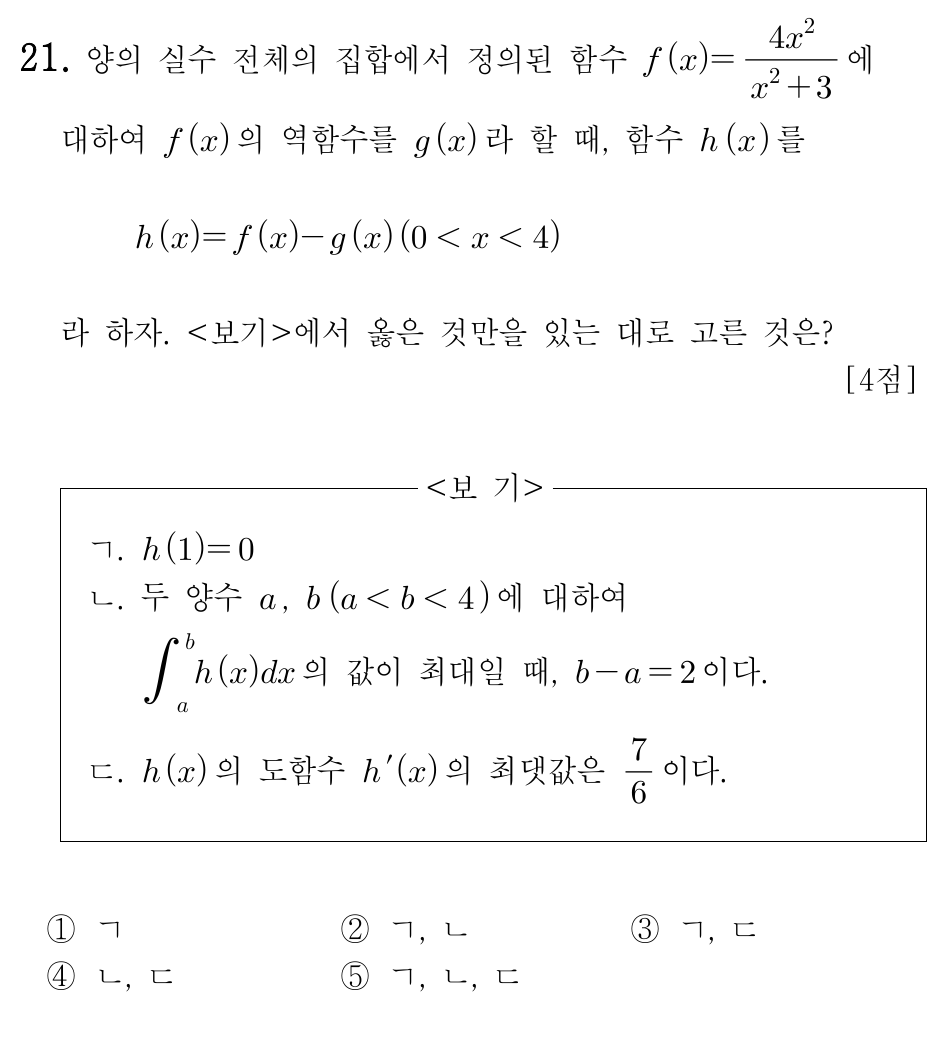 21. 양의 실수 전체의 집합에서 정의된 함수 f(x)=\frac{4x^2}{x^2+3}에
대하여 f(x)의 역함수를 g(x)라 할 때, 함수 h(x)를
h(x)=f(x)-g(x)(0<x<4)
라 하자. <보기>에서 옳은 것만을 있는 대로 고른 것은?
[4점]
<보 기>
ㄱ. h(1)=0
ㄴ. 두 양수 a, b(a<b<4)에 대하여
\int_a^b h(x)dx의 값이 최대일 때, b-a=2이다.
ㄷ. h(x)의 도함수 h'(x)의 최댓값은 \frac{7}{6}이다.
① ㄱ ② ㄱ, ㄴ ③ ㄱ, ㄷ
④ ㄴ, ㄷ ⑤ ㄱ, ㄴ, ㄷ